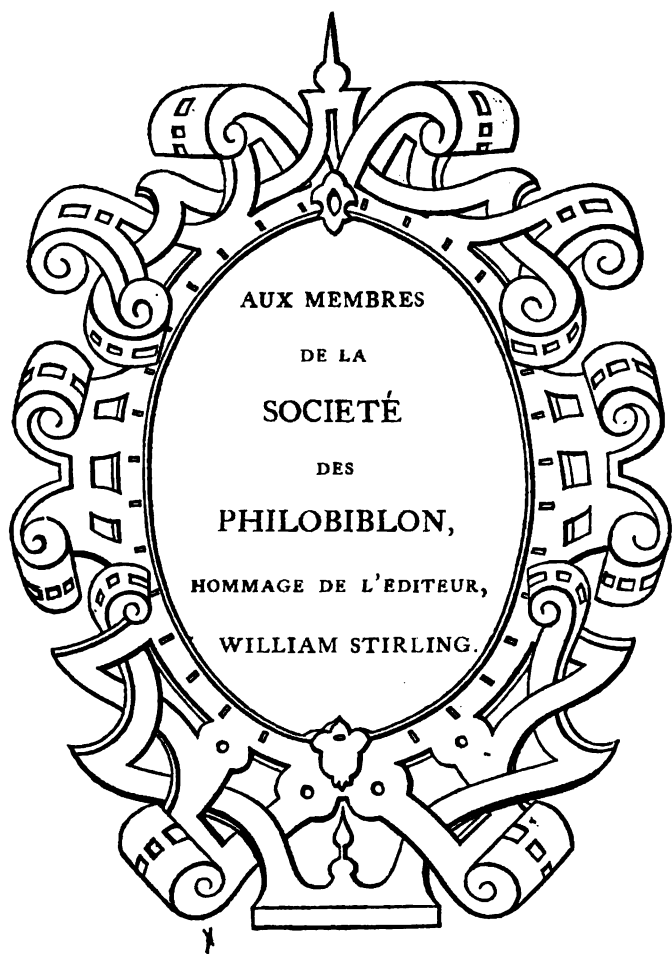 AUX MEMBRES
DE LA
SOCIETÉ
DES
PHILOBIBLON,
HOMMAGE DE L'EDITEUR,
WILLIAM STIRLING.